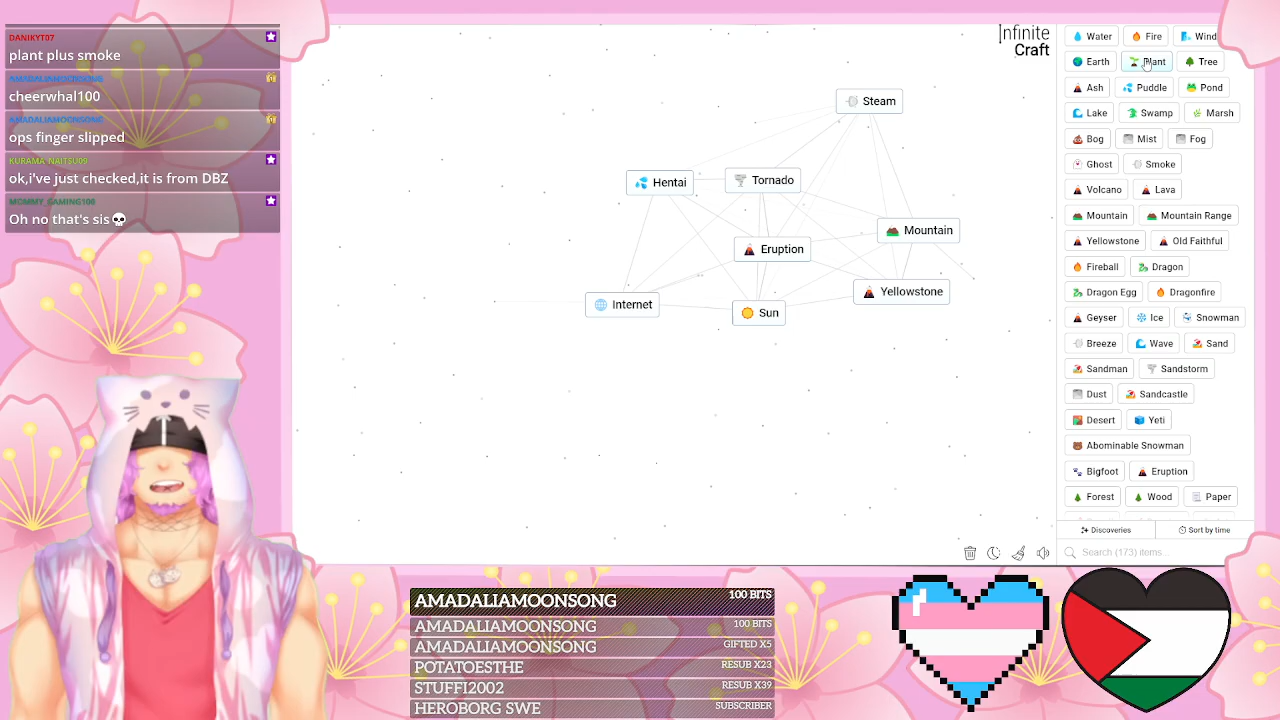 DANIKYT07
plant plus smoke
AMADALIAMOONSONG
cheerwhal100
AMADALIAMOONSONG
ops finger slipped
KURAMA_NAITSU09
ok,i've just checked,it is from DBZ
MOMMY_GAMING108
Oh no that's sis💀
Infinite
Craft
Steam
Hentai
Tornado
Mountain
Eruption
Yellowstone
Internet
Sun
Water Fire Wind
Earth Plant Tree
Ash Puddle Pond
Lake Swamp Marsh
Bog Mist Fog
Ghost Smoke
Volcano Lava
Mountain Mountain Range
Yellowstone Old Faithful
Fireball Dragon
Dragon Egg Dragonfire
Geyser Ice Snowman
Breeze Wave Sand
Sandman Sandstorm
Dust Sandcastle
Desert Yeti
Abominable Snowman
Bigfoot Eruption
Forest Wood Paper
Discoveries Sort by time
Search (173) items...
AMADALIAMOONSONG 100 BITS
AMADALIAMOONSONG 100 BITS
AMADALIAMOONSONG GIFTED X5
POTATOESTHE RESUB X23
STUFFI2002 RESUB X39
HEROBORG SWE SUBSCRIBER